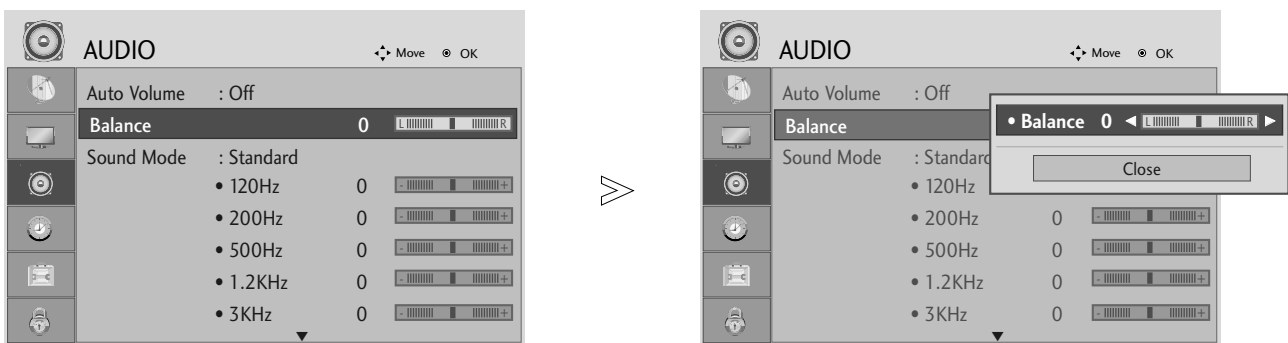 AUDIO Move OK
Auto Volume : Off
Balance 0 L R
Sound Mode : Standard
• 120Hz 0 - +
• 200Hz 0 - +
• 500Hz 0 - +
• 1.2KHz 0 - +
• 3KHz 0 - +
AUDIO Move OK
Auto Volume : Off
Balance
• Balance 0 L R
Close
Sound Mode : Standard
• 120Hz
• 200Hz 0 - +
• 500Hz 0 - +
• 1.2KHz 0 - +
• 3KHz 0 - +